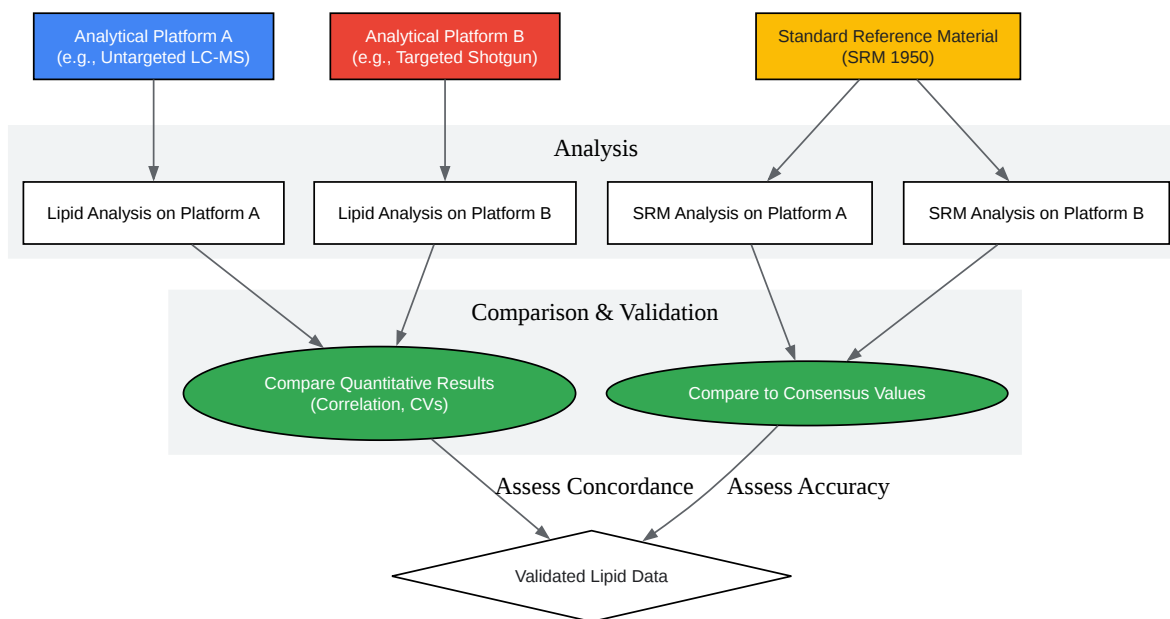 Analytical Platform A
(e.g., Untargeted LC-MS)
Analytical Platform B
(e.g., Targeted Shotgun)
Standard Reference Material
(SRM 1950)
Analysis
Lipid Analysis on Platform A
Lipid Analysis on Platform B
SRM Analysis on Platform A
SRM Analysis on Platform B
Comparison & Validation
Compare Quantitative Results
(Correlation, CVs)
Compare to Consensus Values
Assess Concordance
Assess Accuracy
Validated Lipid Data